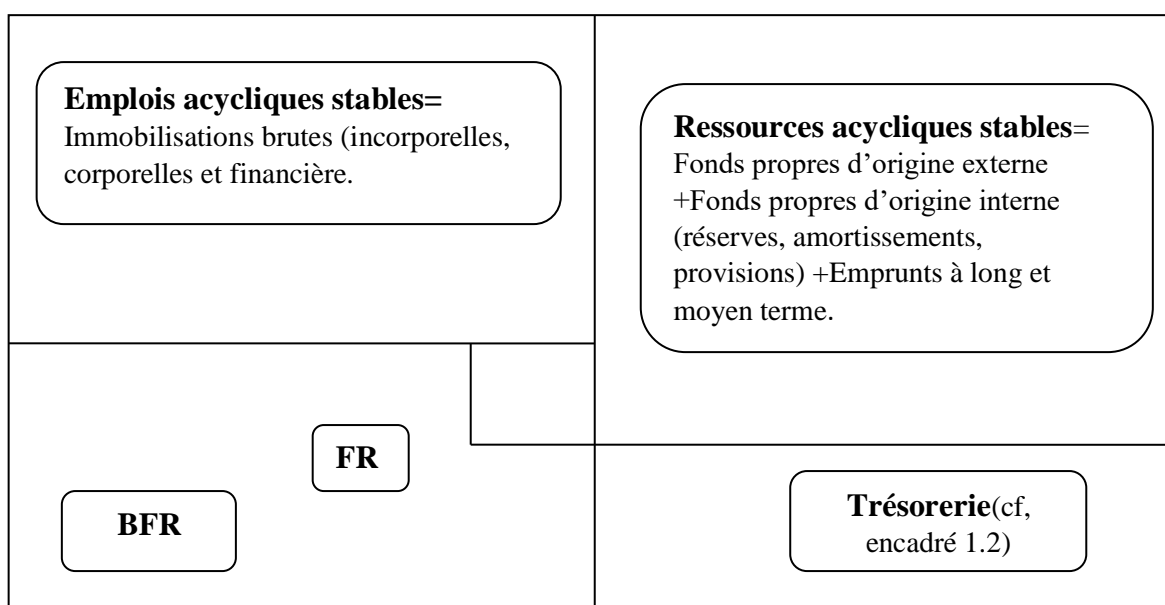 Emplois acycliques stables=
Immobilisations brutes (incorporelles,
corporelles et financière.
Ressources acycliques stables=
Fonds propres d’origine externe
+Fonds propres d’origine interne
(réserves, amortissements,
provisions) +Emprunts à long et
moyen terme.
FR
BFR
Trésorerie(cf,
encadré 1.2)